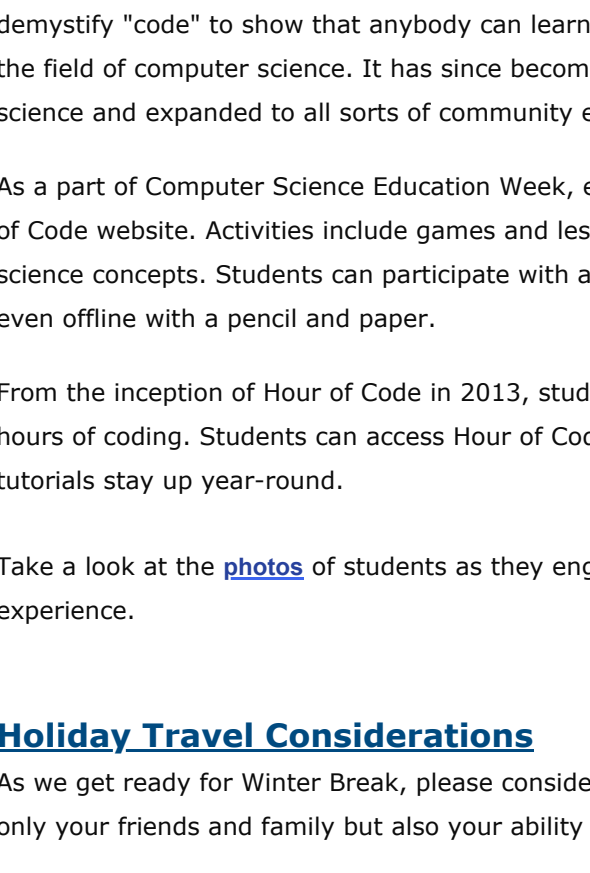 demystify "code" to show that anybody can learn
the field of computer science. It has since becom
science and expanded to all sorts of community e
As a part of Computer Science Education Week, e
of Code website. Activities include games and les
science concepts. Students can participate with a
even offline with a pencil and paper.
From the inception of Hour of Code in 2013, stud
hours of coding. Students can access Hour of Cod
tutorials stay up year-round.
Take a look at the photos of students as they eng
experience.
Holiday Travel Considerations
As we get ready for Winter Break, please conside
only your friends and family but also your ability